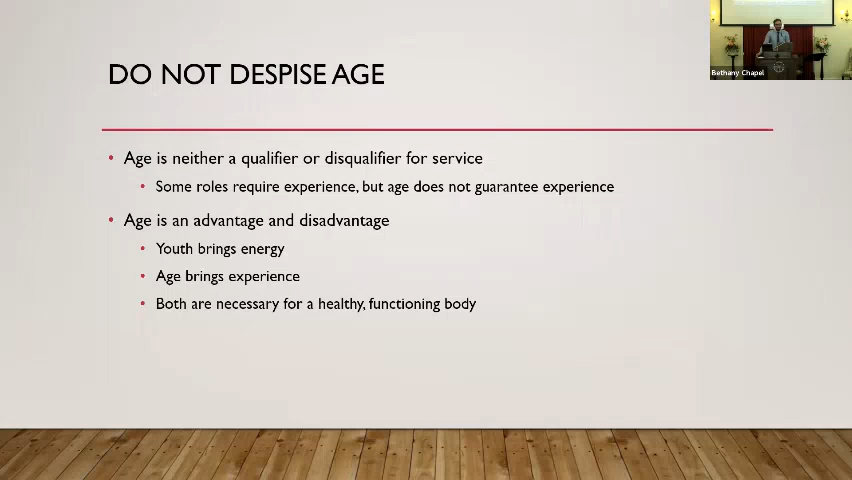 DO NOT DESPISE AGE
Bethany Chapel
• Age is neither a qualifier or disqualifier for service
• Some roles require experience, but age does not guarantee experience
• Age is an advantage and disadvantage
• Youth brings energy
• Age brings experience
• Both are necessary for a healthy, functioning body